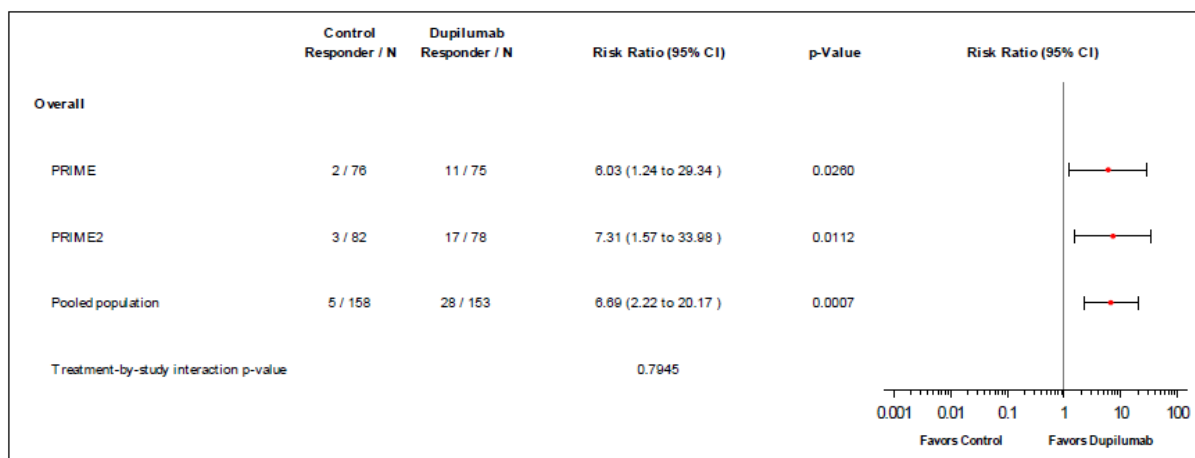 Control Dupilumab
Responder / N Responder / N Risk Ratio (95% CI) p-Value Risk Ratio (95% CI)
Overall
PRIME 2 / 76 11 / 75 6.03 (1.24 to 29.34 ) 0.0260
PRIME2 3 / 82 17 / 78 7.31 (1.57 to 33.98 ) 0.0112
Pooled population 5 / 158 28 / 153 6.69 (2.22 to 20.17 ) 0.0007
Treatment-by-study interaction p-value 0.7945
0.001 0.01 0.1 1 10 100
Favors Control Favors Dupilumab